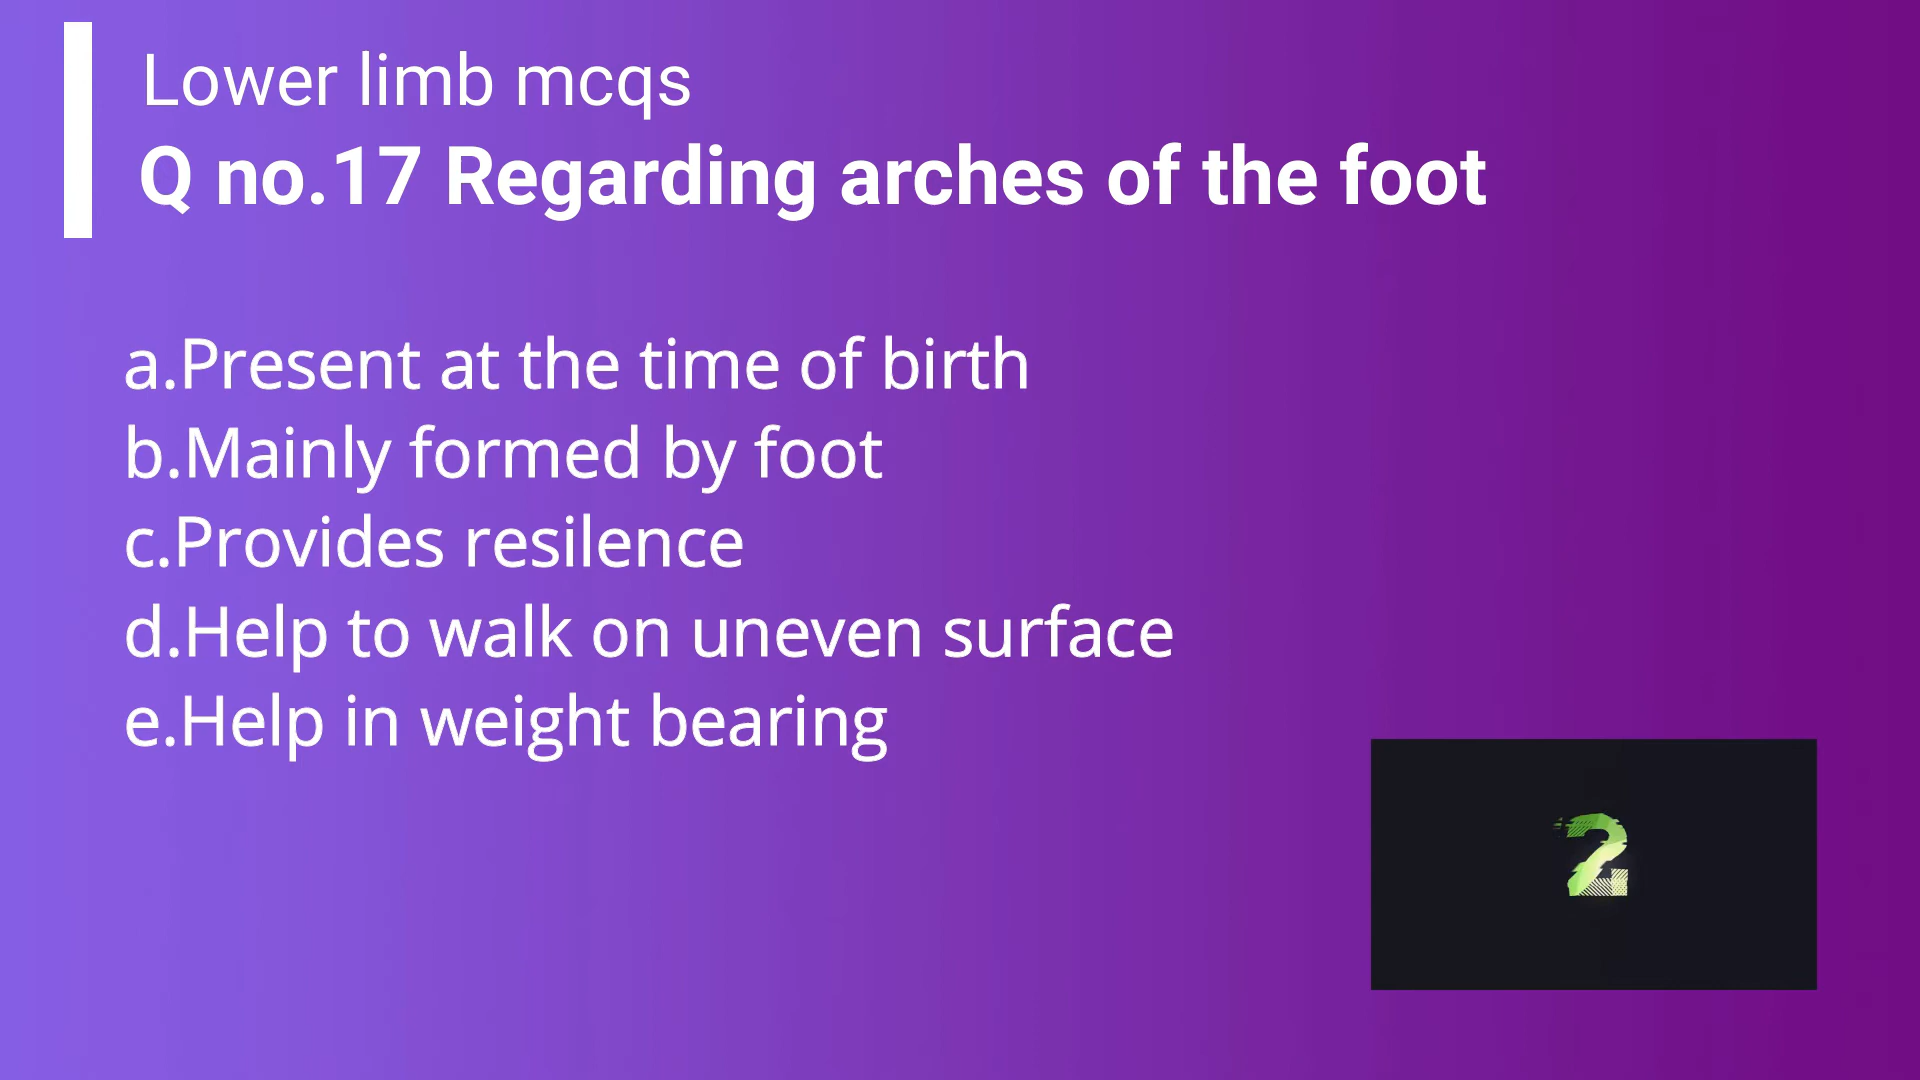 Lower limb mcqs
Q no.17 Regarding arches of the foot
a.Present at the time of birth
b.Mainly formed by foot
c.Provides resilence
d.Help to walk on uneven surface
e.Help in weight bearing
2